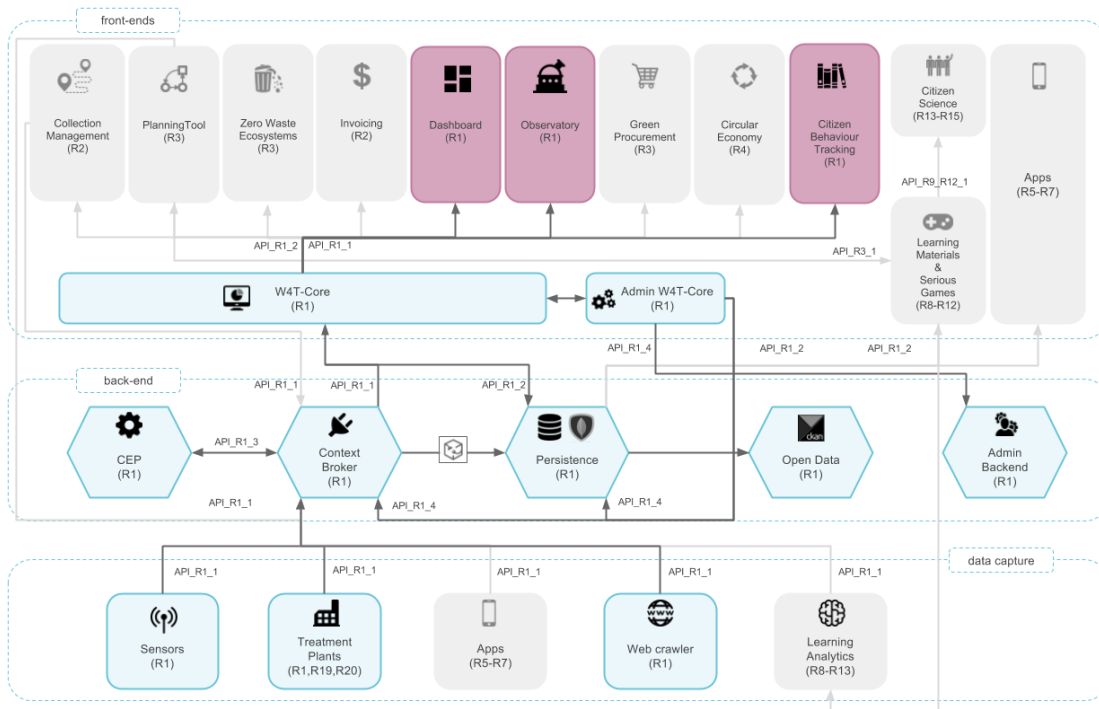 front-ends
Collection
Management
(R2)
PlanningTool
(R3)
Zero Waste
Ecosystems
(R3)
$
Invoicing
(R2)
Dashboard
(R1)
Observatory
(R1)
Green
Procurement
(R3)
Circular
Economy
(R4)
Citizen
Behaviour
Tracking
(R1)
Citizen
Science
(R13-R15)
Apps
(R5-R7)
API_R9_R12_1
Learning
Materials
&
Serious
Games
(R8-R12)
API_R1_2
API_R1_1
API_R3_1
W4T-Core
(R1)
Admin W4T-Core
(R1)
API_R1_4
API_R1_2
API_R1_2
back-end
API_R1_1
API_R1_1
API_R1_2
CEP
(R1)
API_R1_3
Context
Broker
(R1)
Persistence
(R1)
ckan
Open Data
(R1)
Admin
Backend
(R1)
API_R1_1
API_R1_4
API_R1_4
data capture
API_R1_1
API_R1_1
API_R1_1
API_R1_1
API_R1_1
Sensors
(R1)
Treatment
Plants
(R1,R19,R20)
Apps
(R5-R7)
WWW
Web crawler
(R1)
Learning
Analytics
(R8-R13)